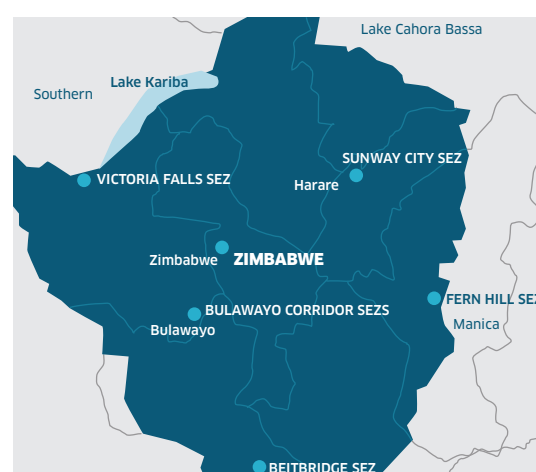 Lake Cahora Bassa
Lake Kariba
Southern
SUNWAY CITY SEZ
VICTORIA FALLS SEZ
Harare
Zimbabwe
ZIMBABWE
FERN HILL SEZ
BULAWAYO CORRIDOR SEZS
Manica
Bulawayo
BEITBRIDGE SEZ